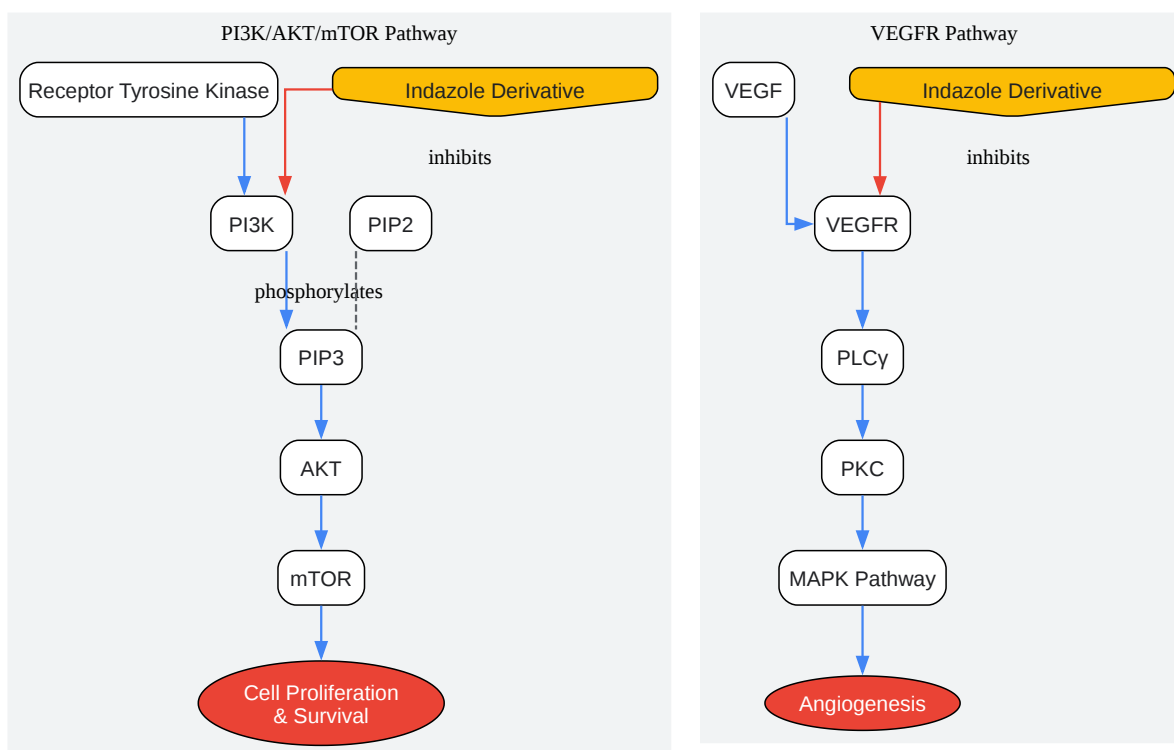 PI3K/AKT/mTOR Pathway
Receptor Tyrosine Kinase
Indazole Derivative
inhibits
PI3K
PIP2
phosphorylates
PIP3
AKT
mTOR
Cell Proliferation
& Survival
VEGFR Pathway
VEGF
Indazole Derivative
inhibits
VEGFR
PLCγ
PKC
MAPK Pathway
Angiogenesis